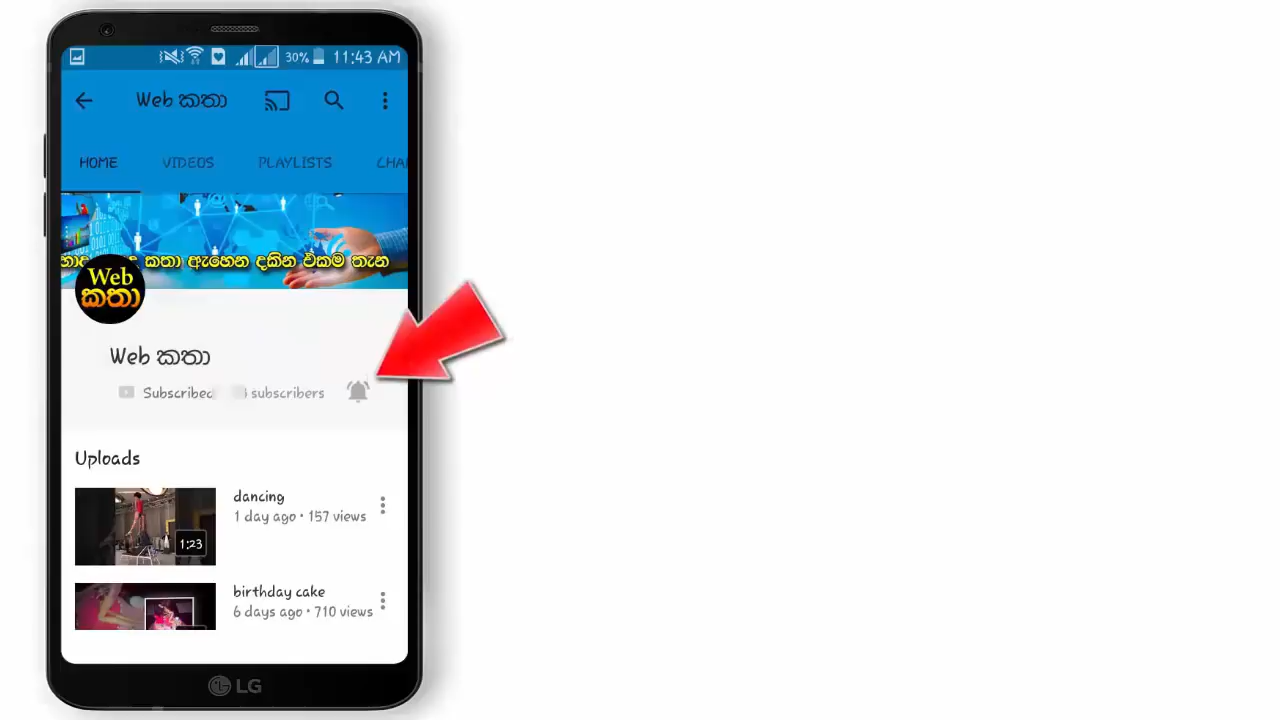 30% 11:43 AM
Web කතා
HOME VIDEOS PLAYLISTS CHA
කතා ඇහෙන දකින එකම තැන
Web
කතා
Web කතා
Subscribed subscribers
Uploads
dancing
1 day ago • 157 views
1:23
birthday cake
6 days ago • 710 views
LG